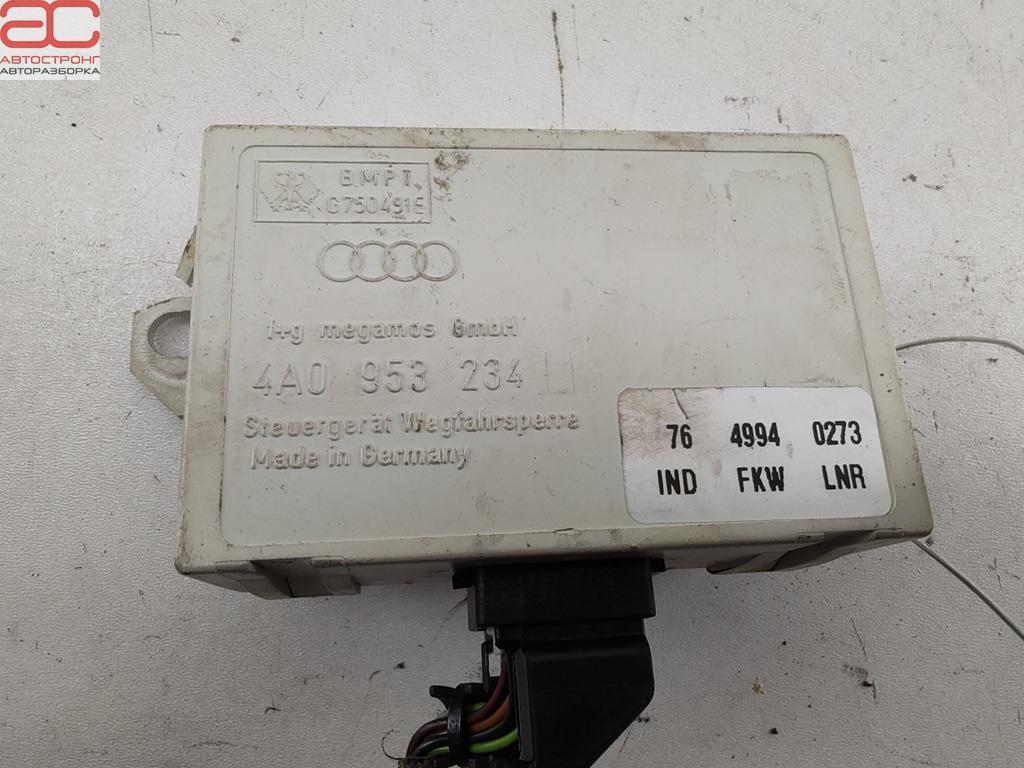 АС
АВТОСТРОНГ
АВТОРАЗБОРКА
B.M.P.T.
G750491E
megamos GmbH
4A0 953 234
Steuergerät Wegfahrsperre
Made in Germany
76 4994 0273
IND FKW LNR